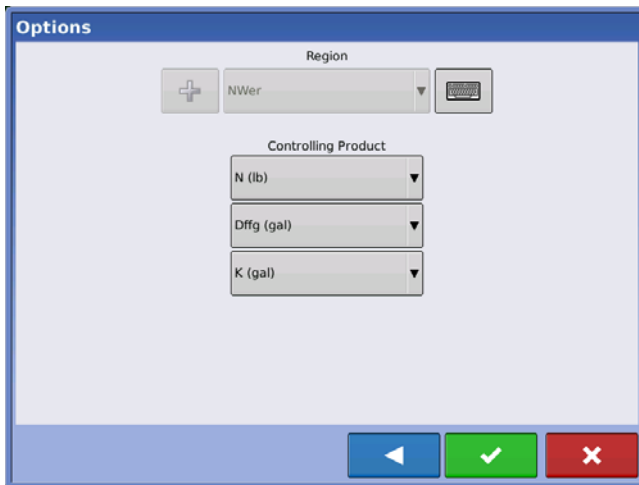 Options
Region
NWer
Controlling Product
N (lb)
Dffg (gal)
K (gal)